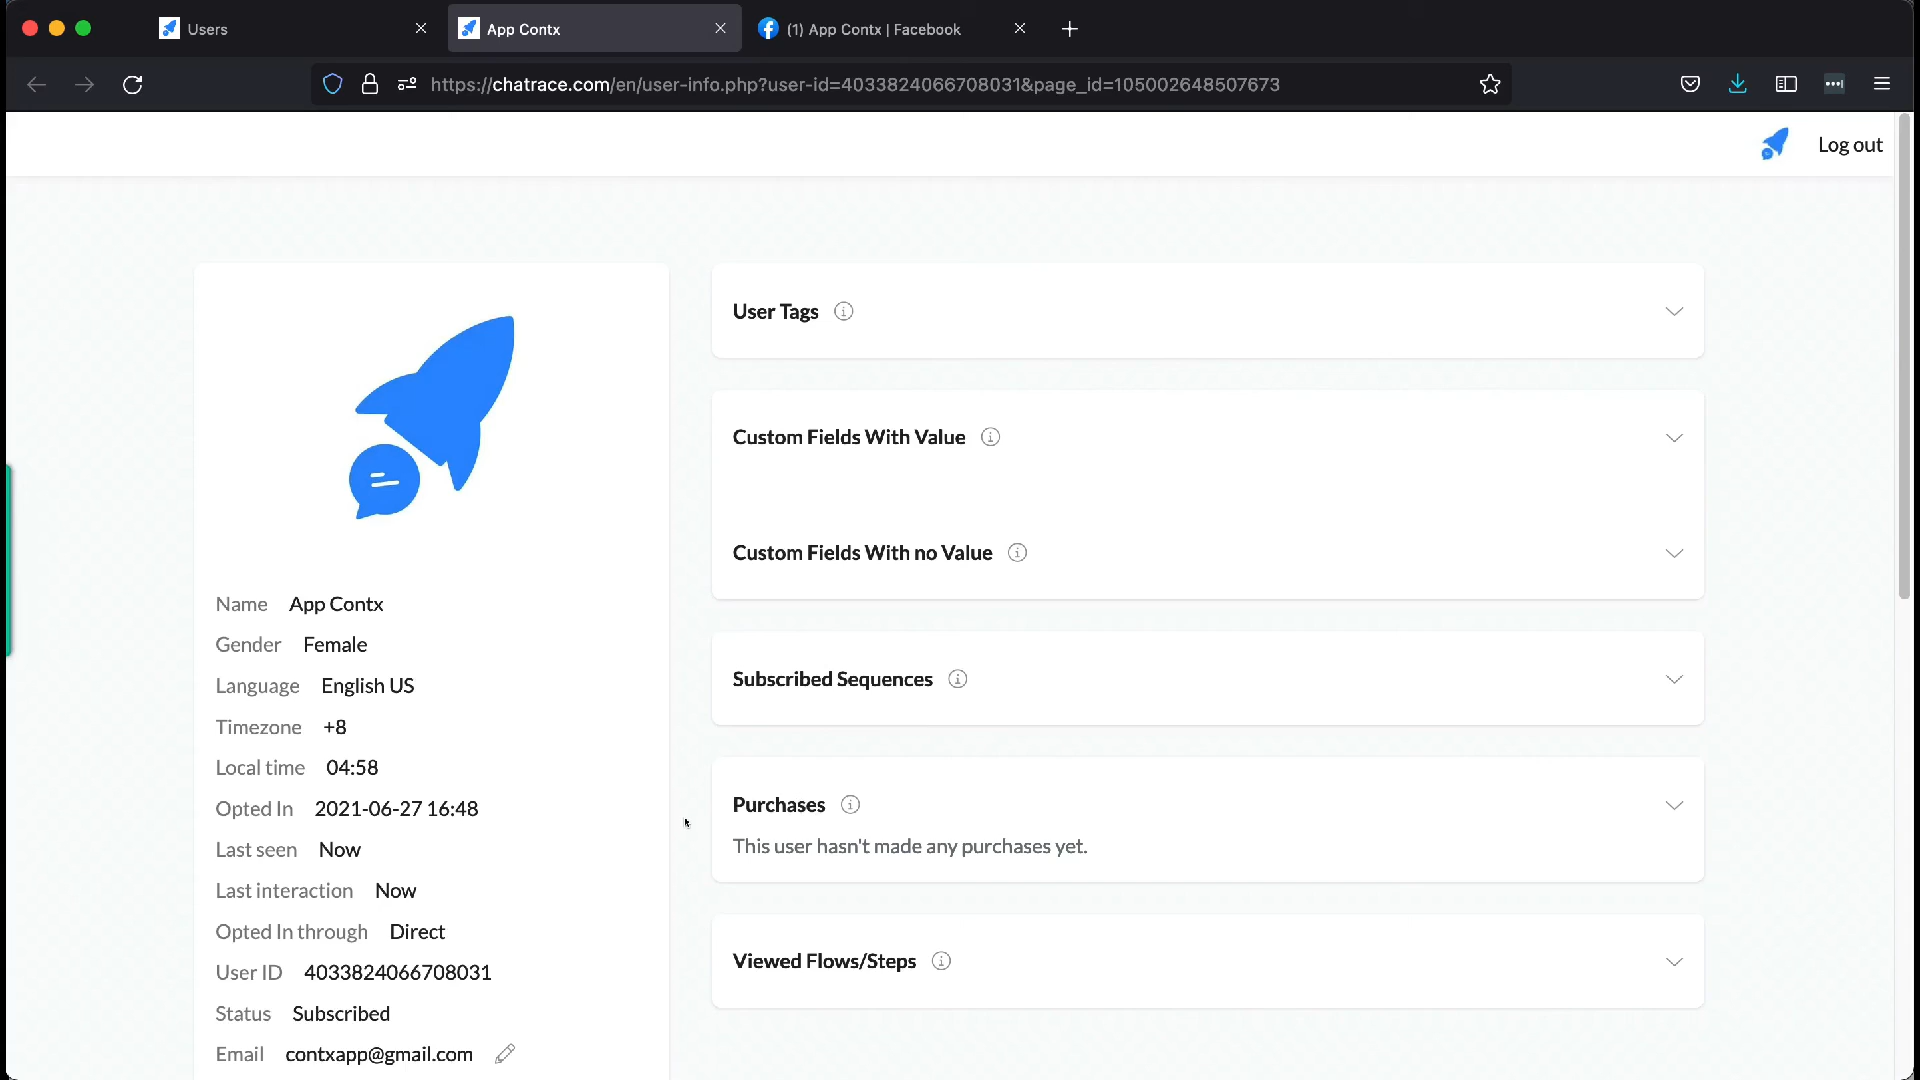 Users
App Contx
(1) App Contx | Facebook
https://chatrace.com/en/user-info.php?user-id=4033824066708031&page_id=105002648507673
Log out
User Tags
Custom Fields With Value
Custom Fields With no Value
Subscribed Sequences
Purchases
This user hasn't made any purchases yet.
Viewed Flows/Steps
Name App Contx
Gender Female
Language English US
Timezone +8
Local time 04:58
Opted In 2021-06-27 16:48
Last seen Now
Last interaction Now
Opted In through Direct
User ID 4033824066708031
Status Subscribed
Email contxapp@gmail.com